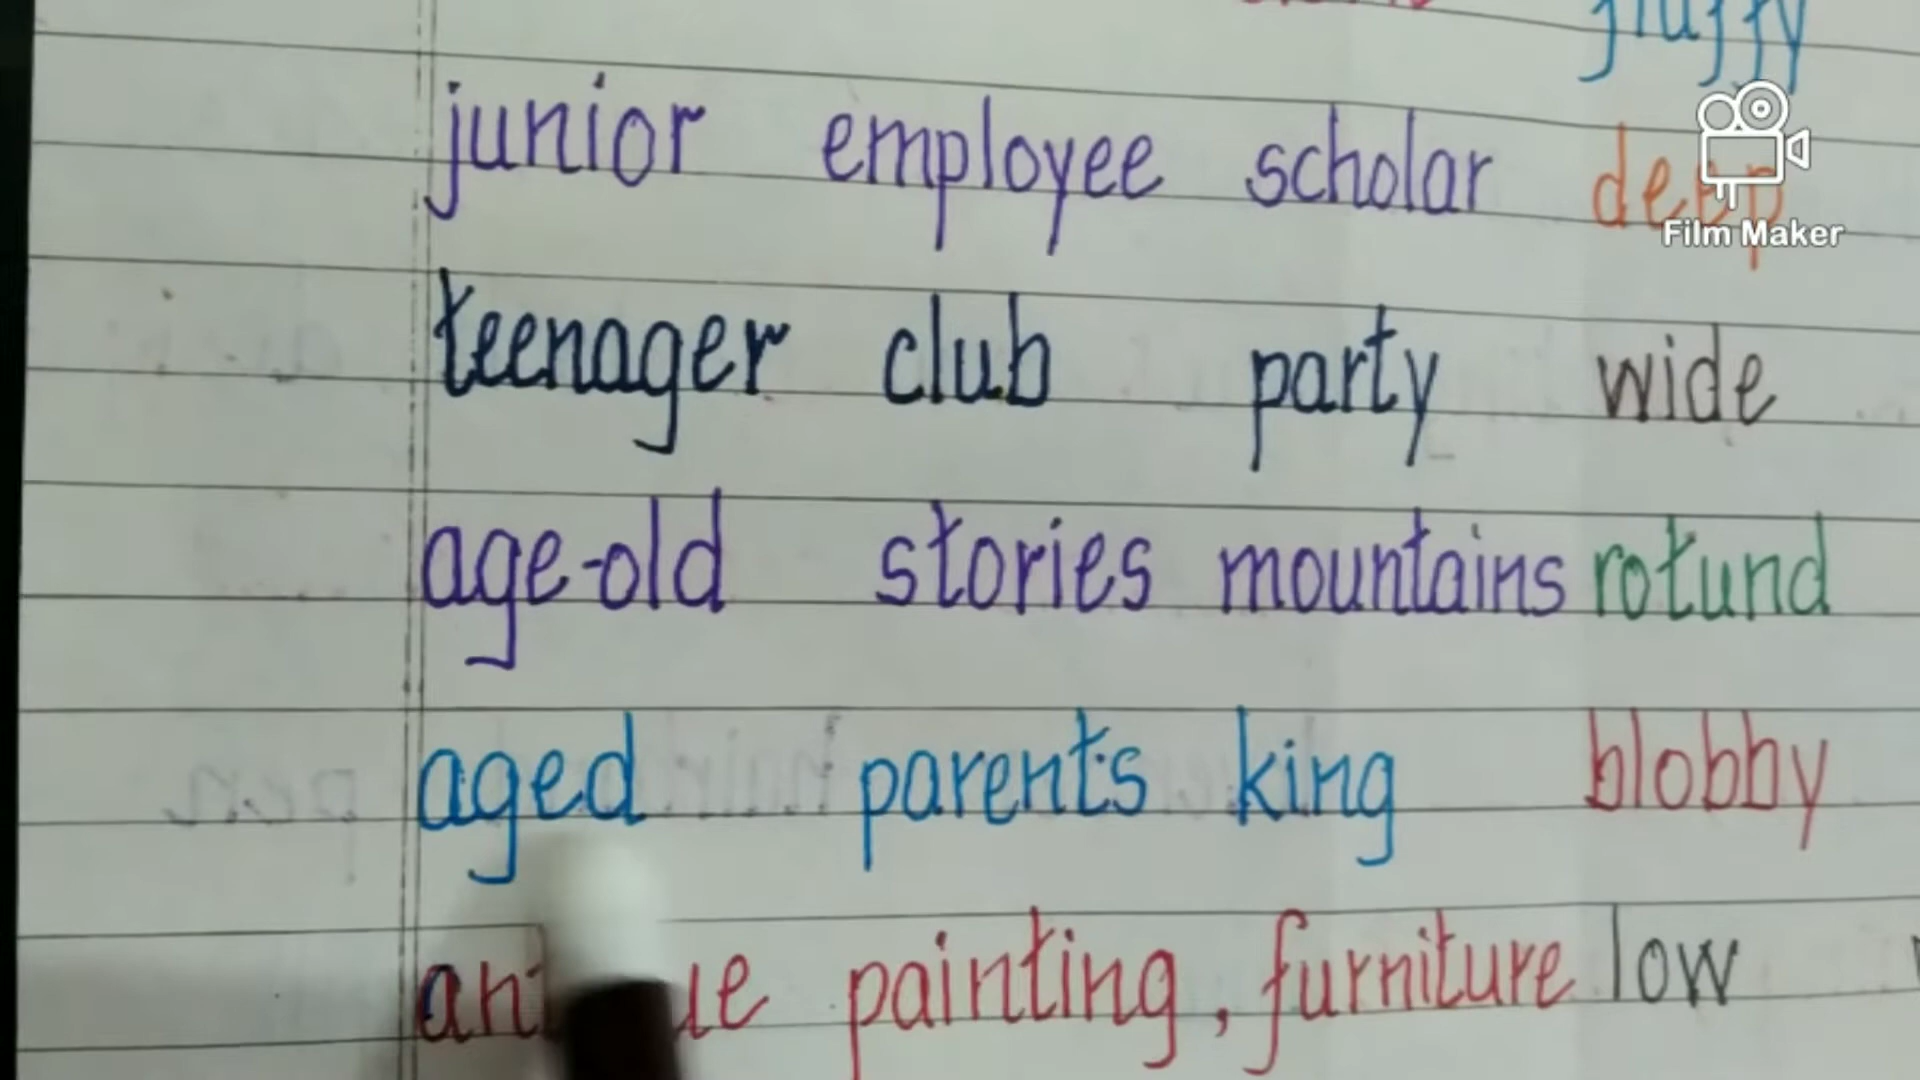 fluffy
junior employee scholar deep
Film Maker
teenager club party wide
age-old stories mountains rotund
aged parents king blobby
painting, furniture low